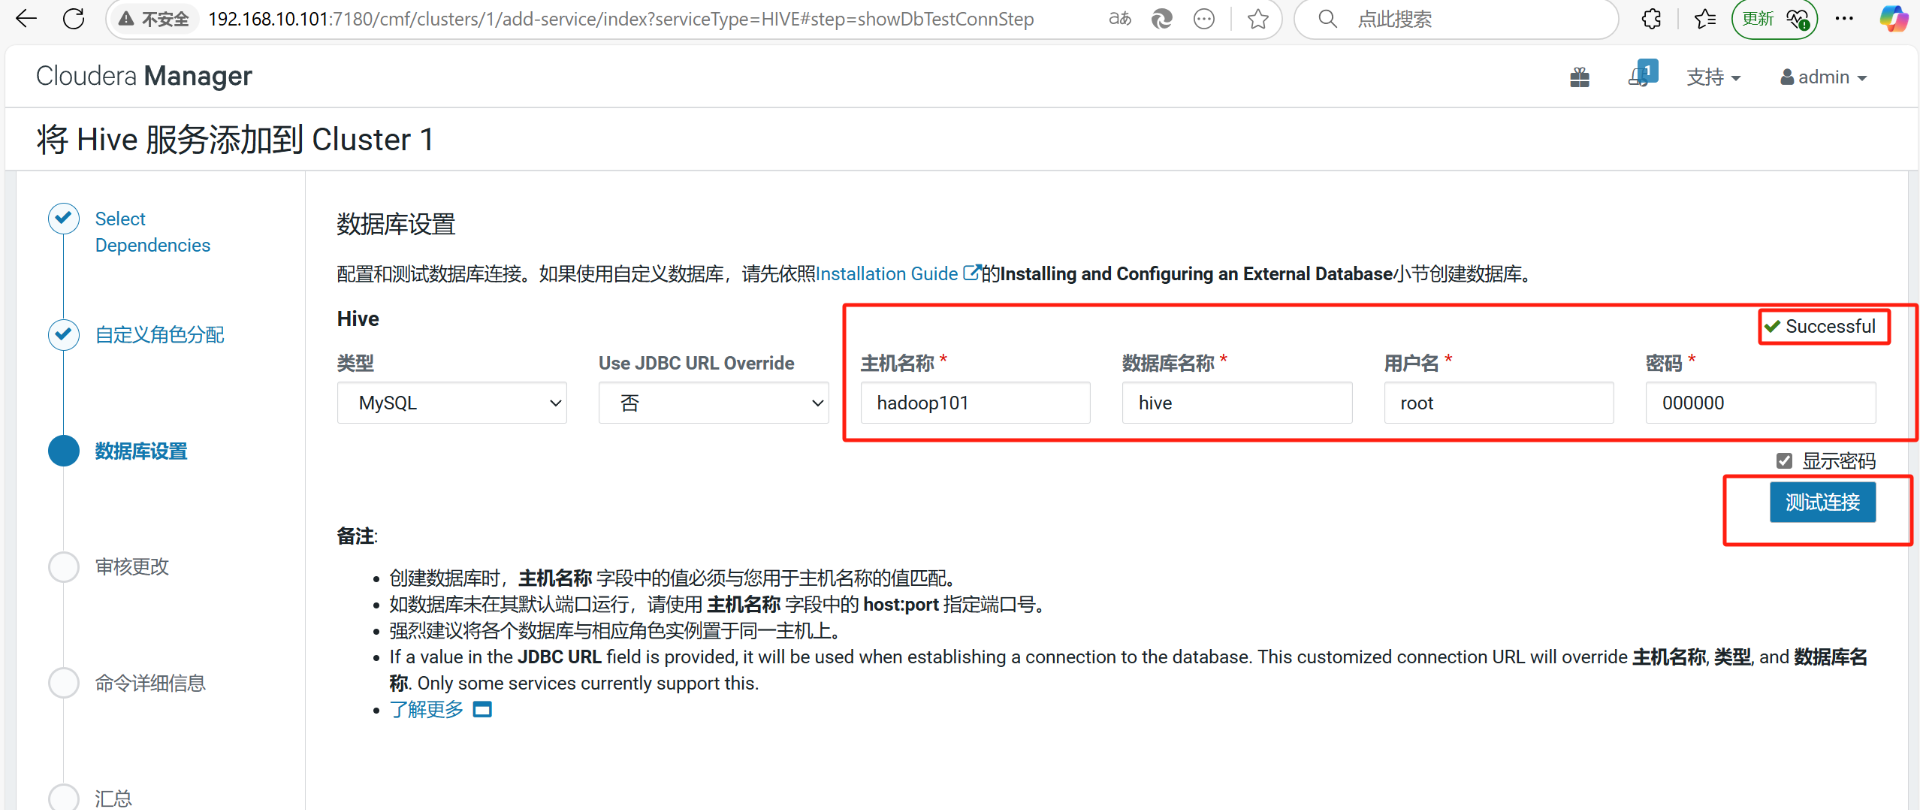 不安全 192.168.10.101:7180/cmf/clusters/1/add-service/index?serviceType=HIVE#step=showDbTestConnStep aあ 点此搜索 更新
Cloudera Manager 1 支持 admin
将 Hive 服务添加到 Cluster 1
Select
Dependencies
自定义角色分配
数据库设置
审核更改
命令详细信息
汇总
数据库设置
配置和测试数据库连接。如果使用自定义数据库，请先依照Installation Guide 的Installing and Configuring an External Database小节创建数据库。
Hive
Successful
类型 Use JDBC URL Override 主机名称 * 数据库名称 * 用户名 * 密码 *
MySQL 否 hadoop101 hive root 000000
显示密码
测试连接
备注:
创建数据库时，主机名称 字段中的值必须与您用于主机名称的值匹配。
如数据库未在其默认端口运行，请使用 主机名称 字段中的 host:port 指定端口号。
强烈建议将各个数据库与相应角色实例置于同一主机上。
If a value in the JDBC URL field is provided, it will be used when establishing a connection to the database. This customized connection URL will override 主机名称, 类型, and 数据库名
称. Only some services currently support this.
了解更多